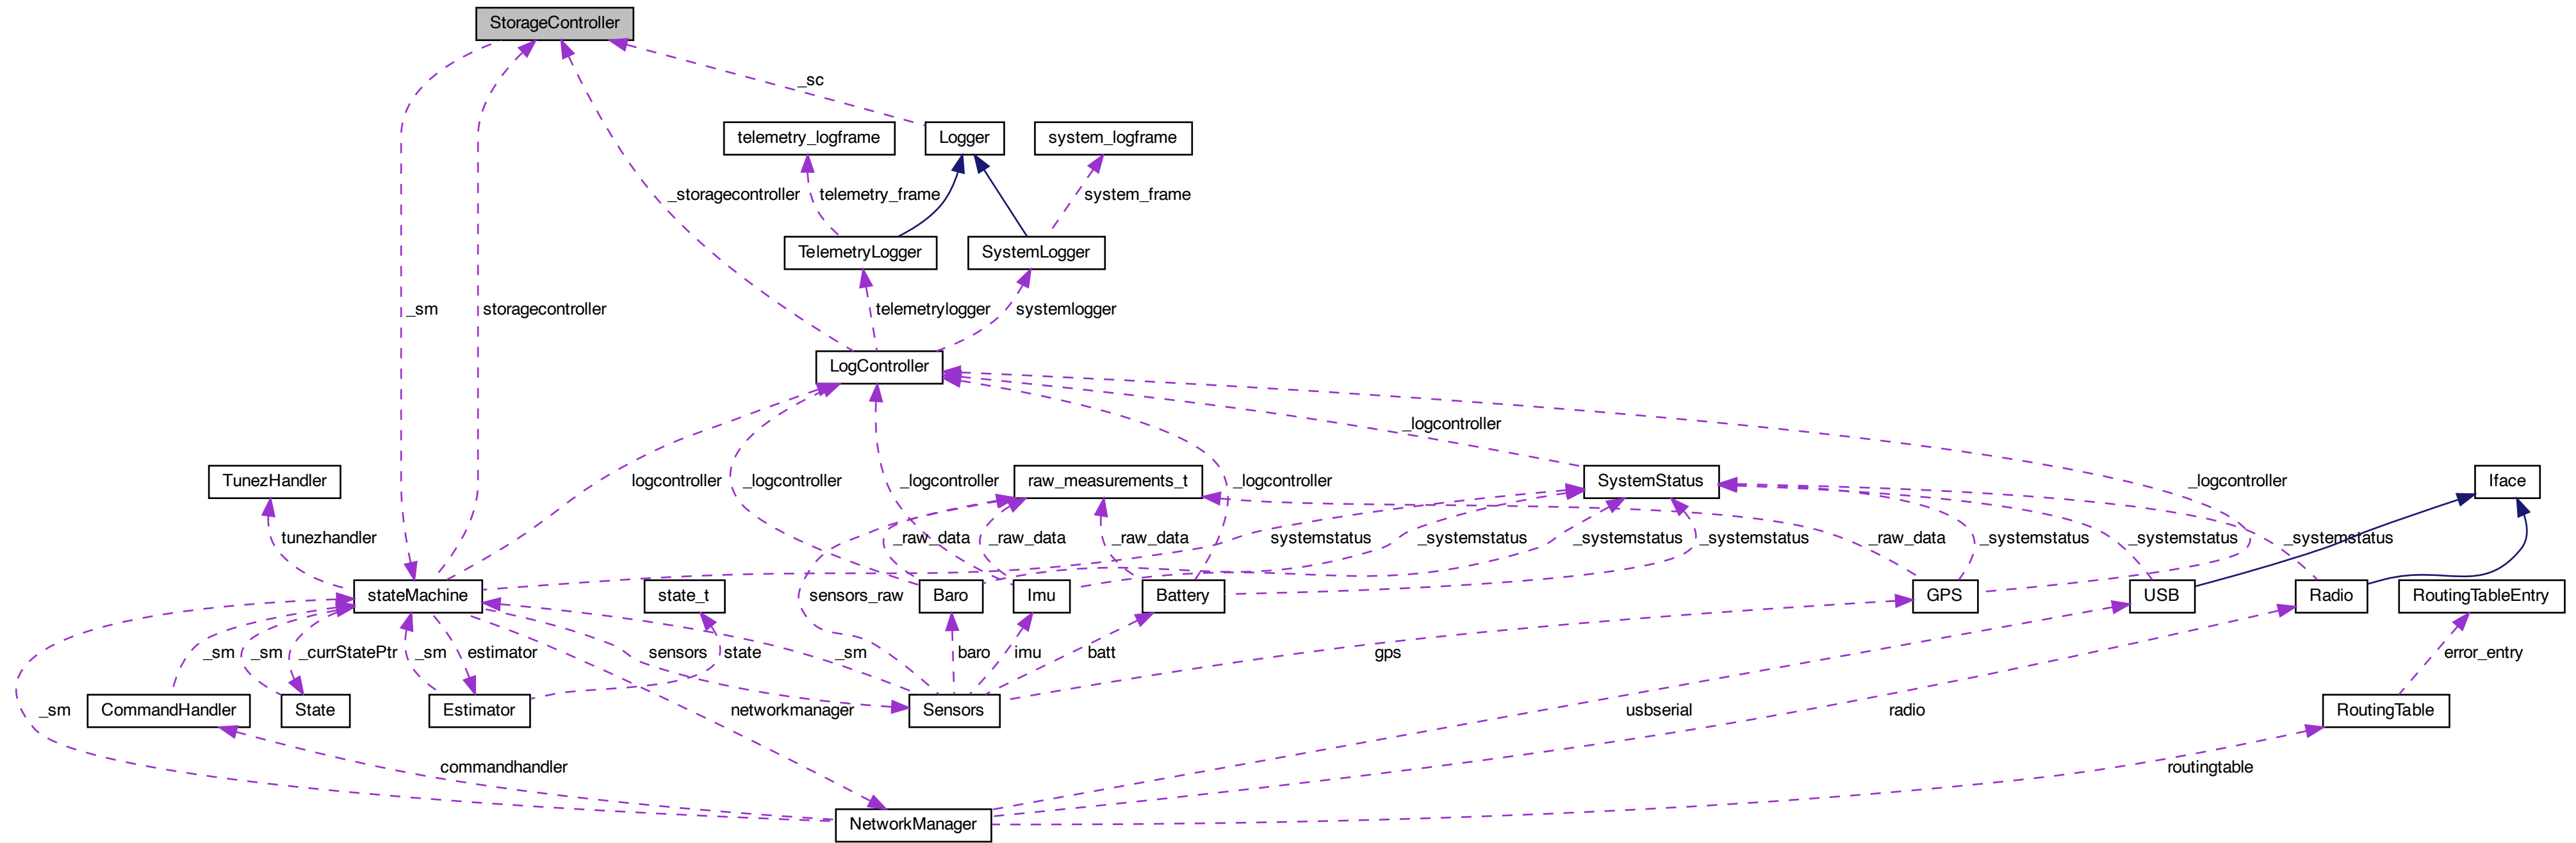 StorageController
_sc
telemetry_logframe
Logger
system_logframe
_storagecontroller
telemetry_frame
system_frame
TelemetryLogger
SystemLogger
_sm
storagecontroller
telemetrylogger
systemlogger
LogController
_logcontroller
TunezHandler
logcontroller
_logcontroller
_logcontroller
raw_measurements_t
_logcontroller
SystemStatus
_logcontroller
Iface
tunezhandler
_raw_data
_raw_data
_raw_data
systemstatus
_systemstatus
_systemstatus
_systemstatus
_raw_data
_systemstatus
_systemstatus
_systemstatus
stateMachine
state_t
sensors_raw
Baro
Imu
Battery
GPS
USB
Radio
RoutingTableEntry
_sm
_sm
_currStatePtr
_sm
estimator
sensors
state
_sm
baro
imu
batt
gps
error_entry
_sm
CommandHandler
State
Estimator
networkmanager
Sensors
usbserial
radio
RoutingTable
commandhandler
routingtable
NetworkManager